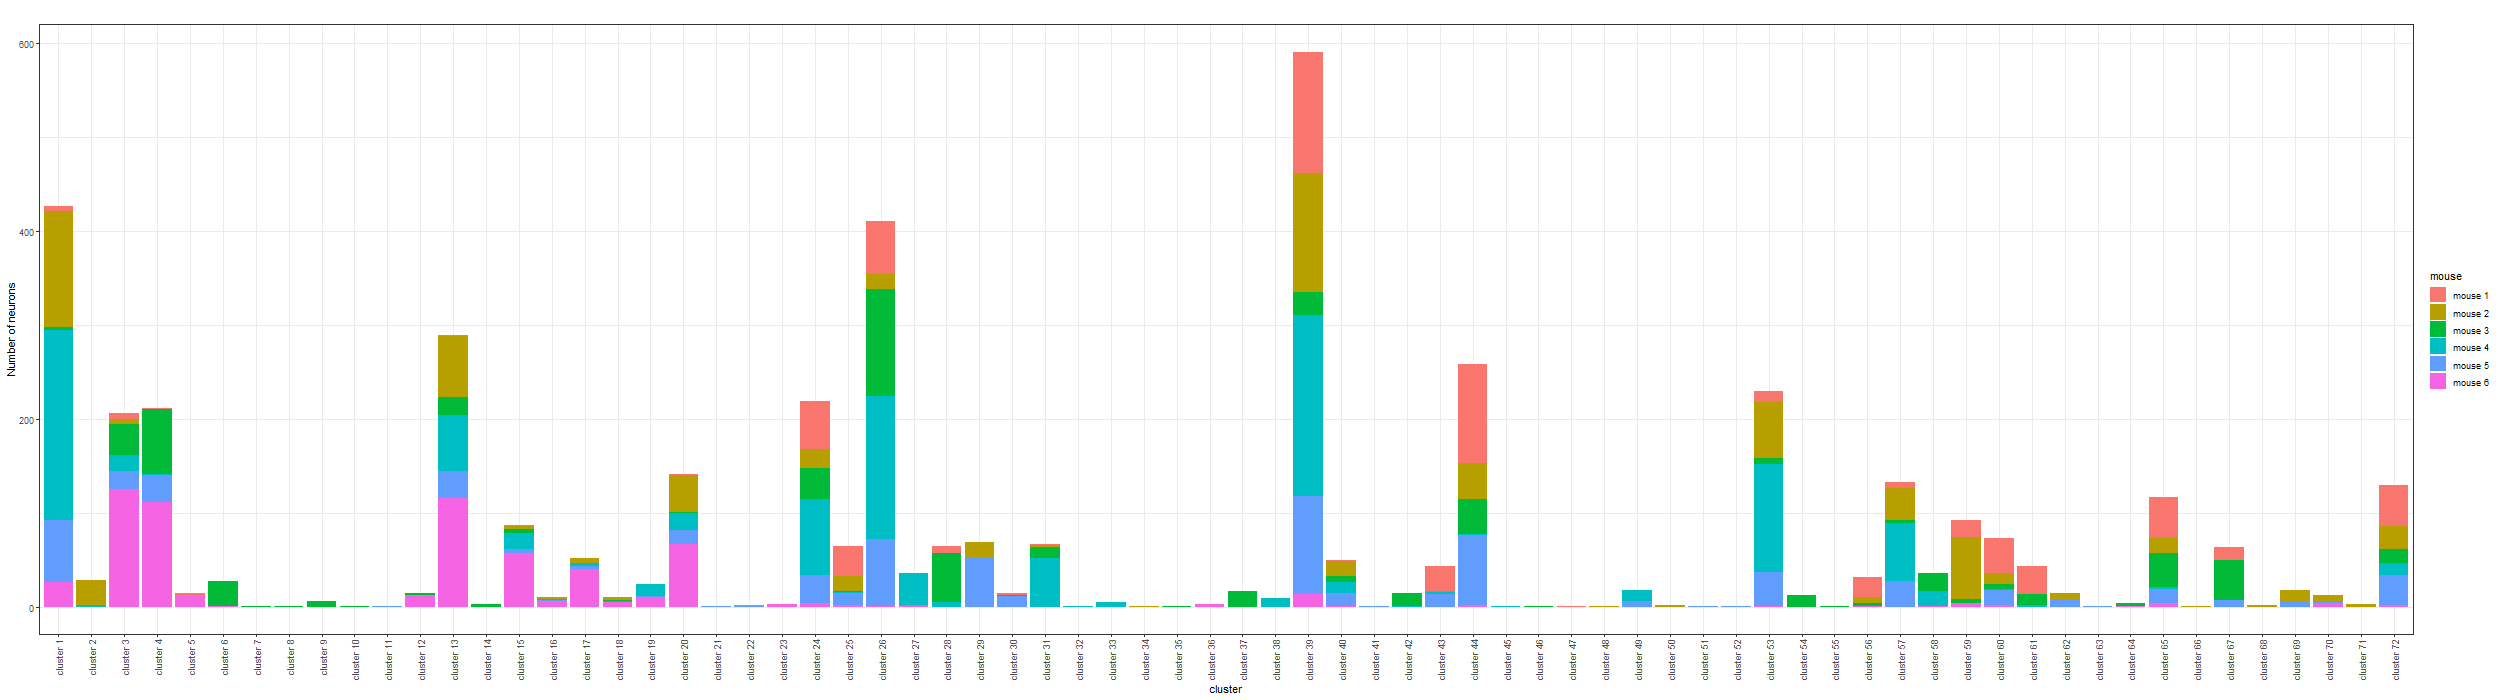 600
400
200
0
Number of neurons
cluster 1
cluster 2
cluster 3
cluster 4
cluster 5
cluster 6
cluster 7
cluster 8
cluster 9
cluster 10
cluster 11
cluster 12
cluster 13
cluster 14
cluster 15
cluster 16
cluster 17
cluster 18
cluster 19
cluster 20
cluster 21
cluster 22
cluster 23
cluster 24
cluster 25
cluster 26
cluster 27
cluster 28
cluster 29
cluster 30
cluster 31
cluster 32
cluster 33
cluster 34
cluster 35
cluster 36
cluster 37
cluster 38
cluster 39
cluster 40
cluster 41
cluster 42
cluster 43
cluster 44
cluster 45
cluster 46
cluster 47
cluster 48
cluster 49
cluster 50
cluster 51
cluster 52
cluster 53
cluster 54
cluster 55
cluster 56
cluster 57
cluster 58
cluster 59
cluster 60
cluster 61
cluster 62
cluster 63
cluster 64
cluster 65
cluster 66
cluster 67
cluster 68
cluster 69
cluster 70
cluster 71
cluster 72
cluster
mouse
mouse 1
mouse 2
mouse 3
mouse 4
mouse 5
mouse 6